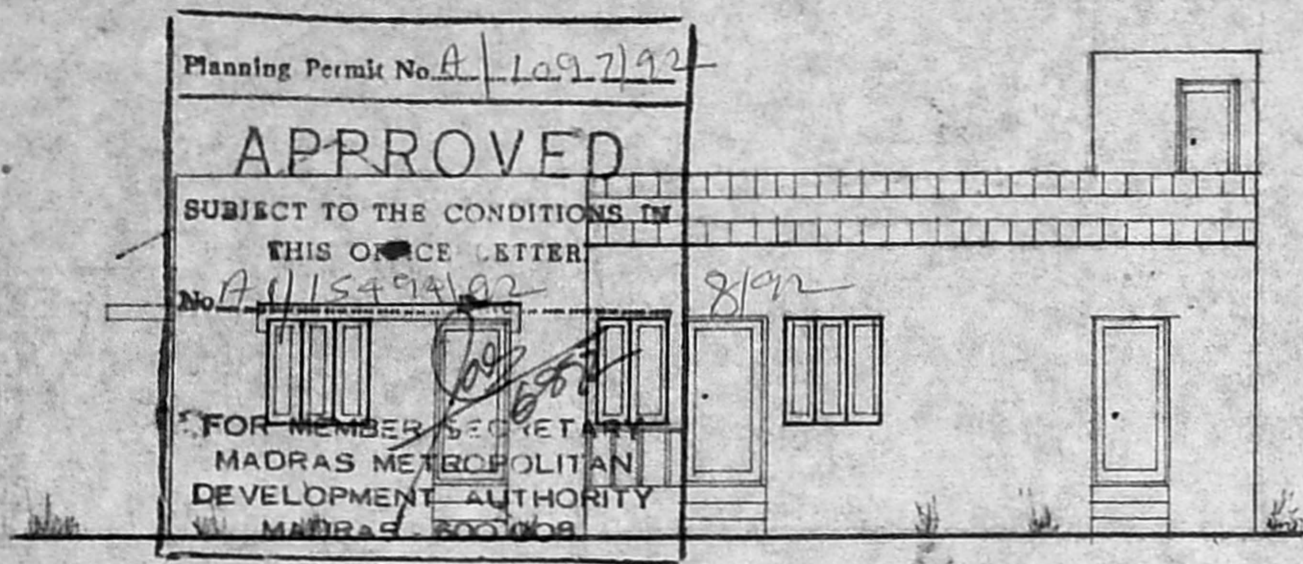 Planning Permit No. A/1097/92
APPROVED
SUBJECT TO THE CONDITIONS IN
THIS OFFICE LETTER
No. A1/15494/92 8/92
FOR MEMBER SECRETARY
MADRAS METROPOLITAN
DEVELOPMENT AUTHORITY
MADRAS - 600 008